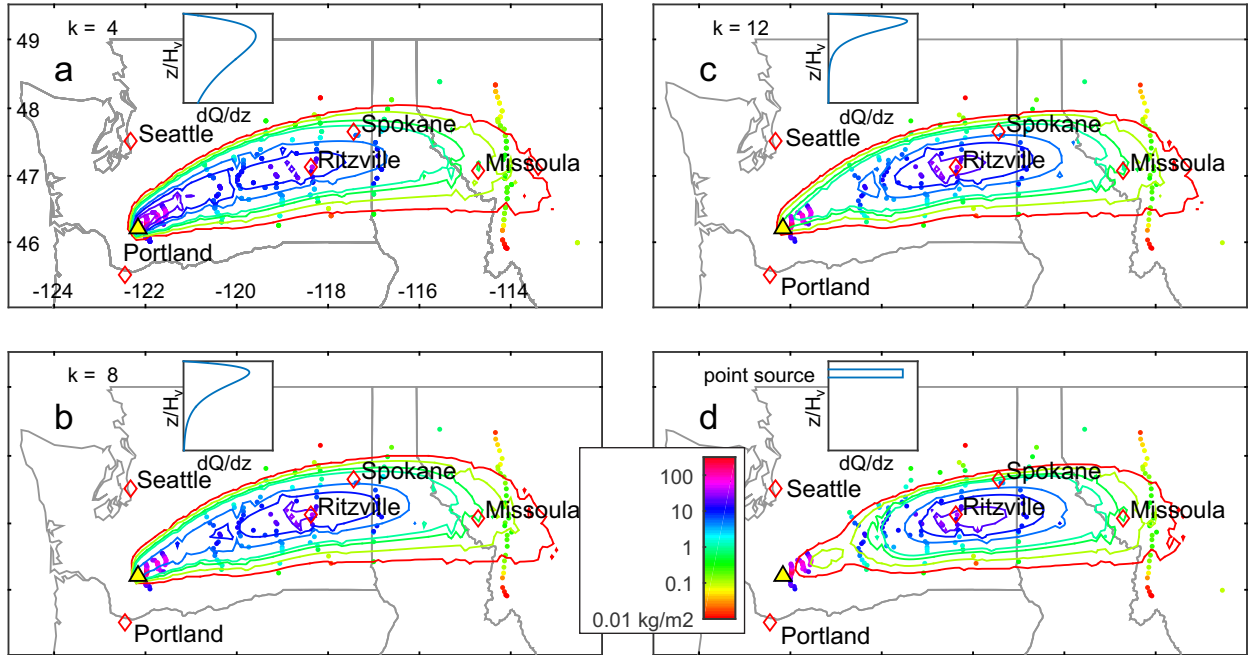 k = 4
z/Hv
dQ/dz
a
49
48
47
46
Seattle
Spokane
Ritzville
Missoula
Portland
-124
-122
-120
-118
-116
-114
k = 12
z/Hv
dQ/dz
c
Seattle
Spokane
Ritzville
Missoula
Portland
k = 8
z/Hv
dQ/dz
b
Seattle
Spokane
Ritzville
Missoula
Portland
point source
z/Hv
dQ/dz
d
Seattle
Spokane
Ritzville
Missoula
Portland
100
10
1
0.1
0.01 kg/m2